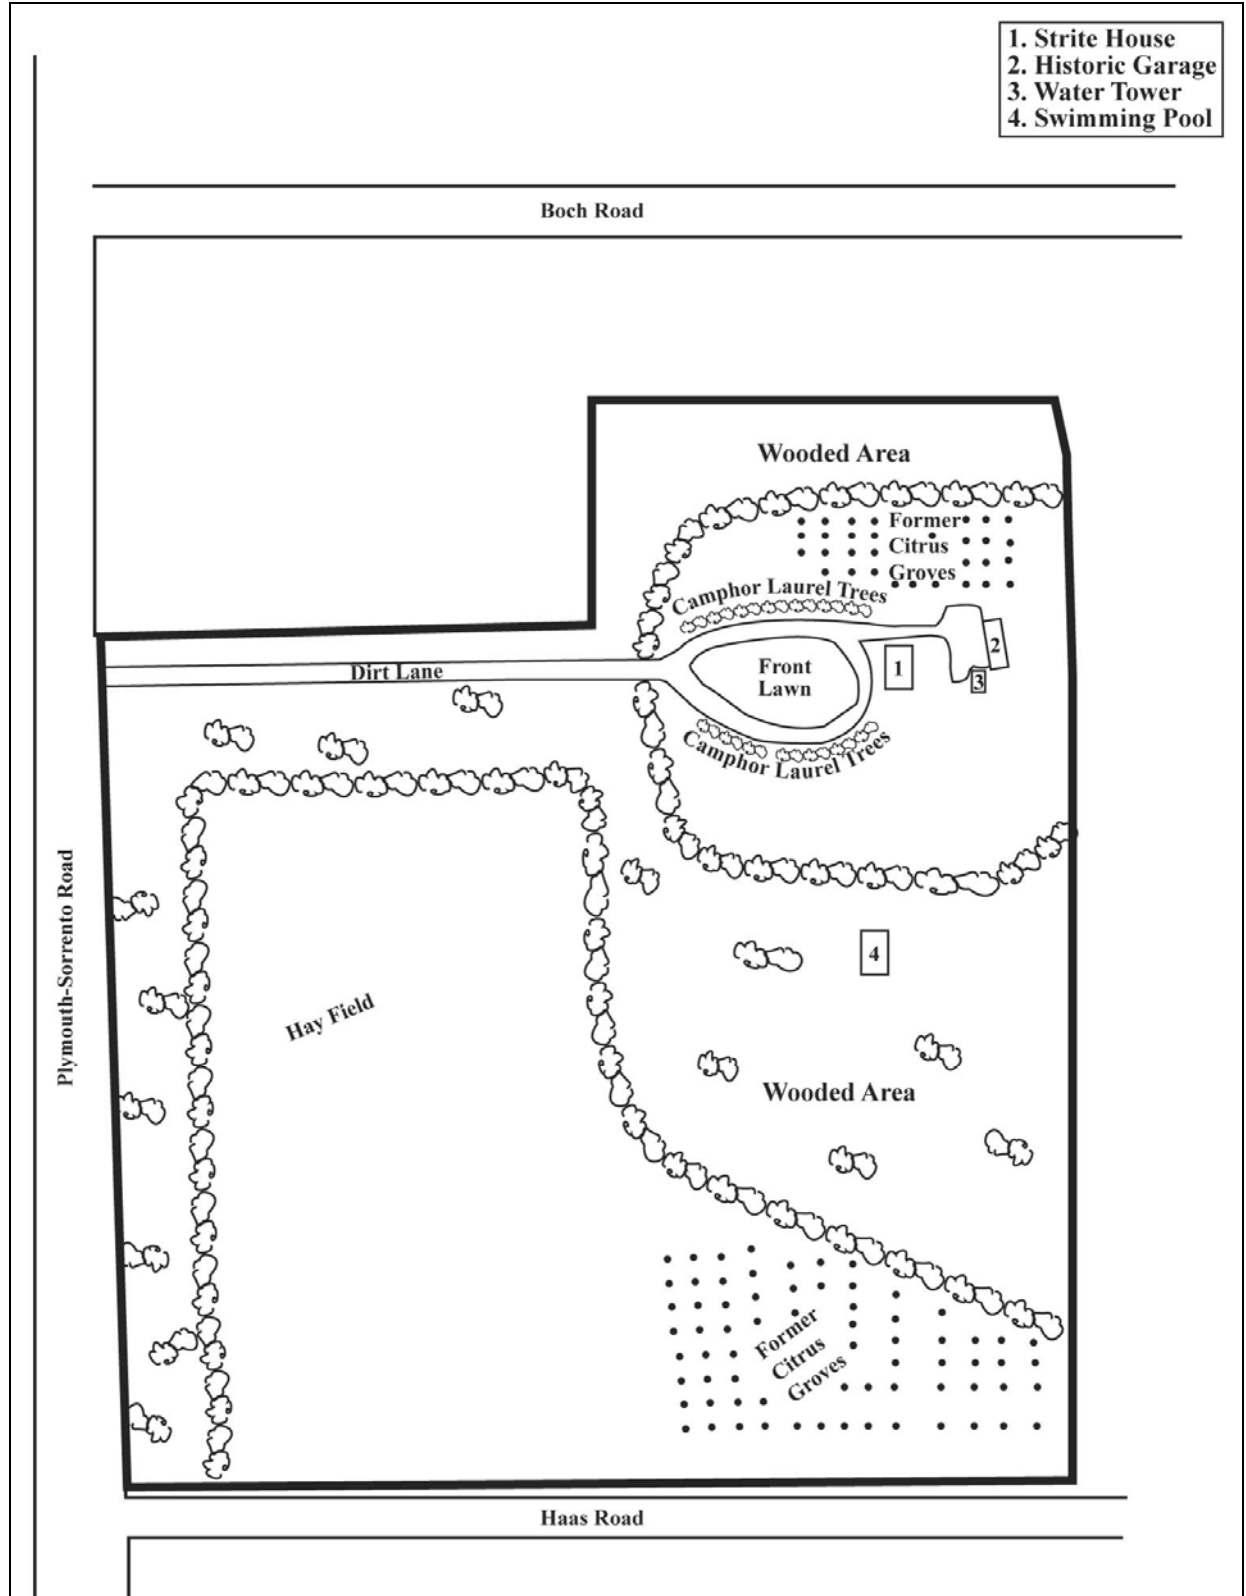 1. Strite House
2. Historic Garage
3. Water Tower
4. Swimming Pool
Boch Road
Wooded Area
Former
Citrus
Groves
Camphor Laurel Trees
Dirt Lane
Front
Lawn
1
2
3
Camphor Laurel Trees
Plymouth-Sorrento Road
4
Hay Field
Wooded Area
Former
Citrus
Groves
Haas Road